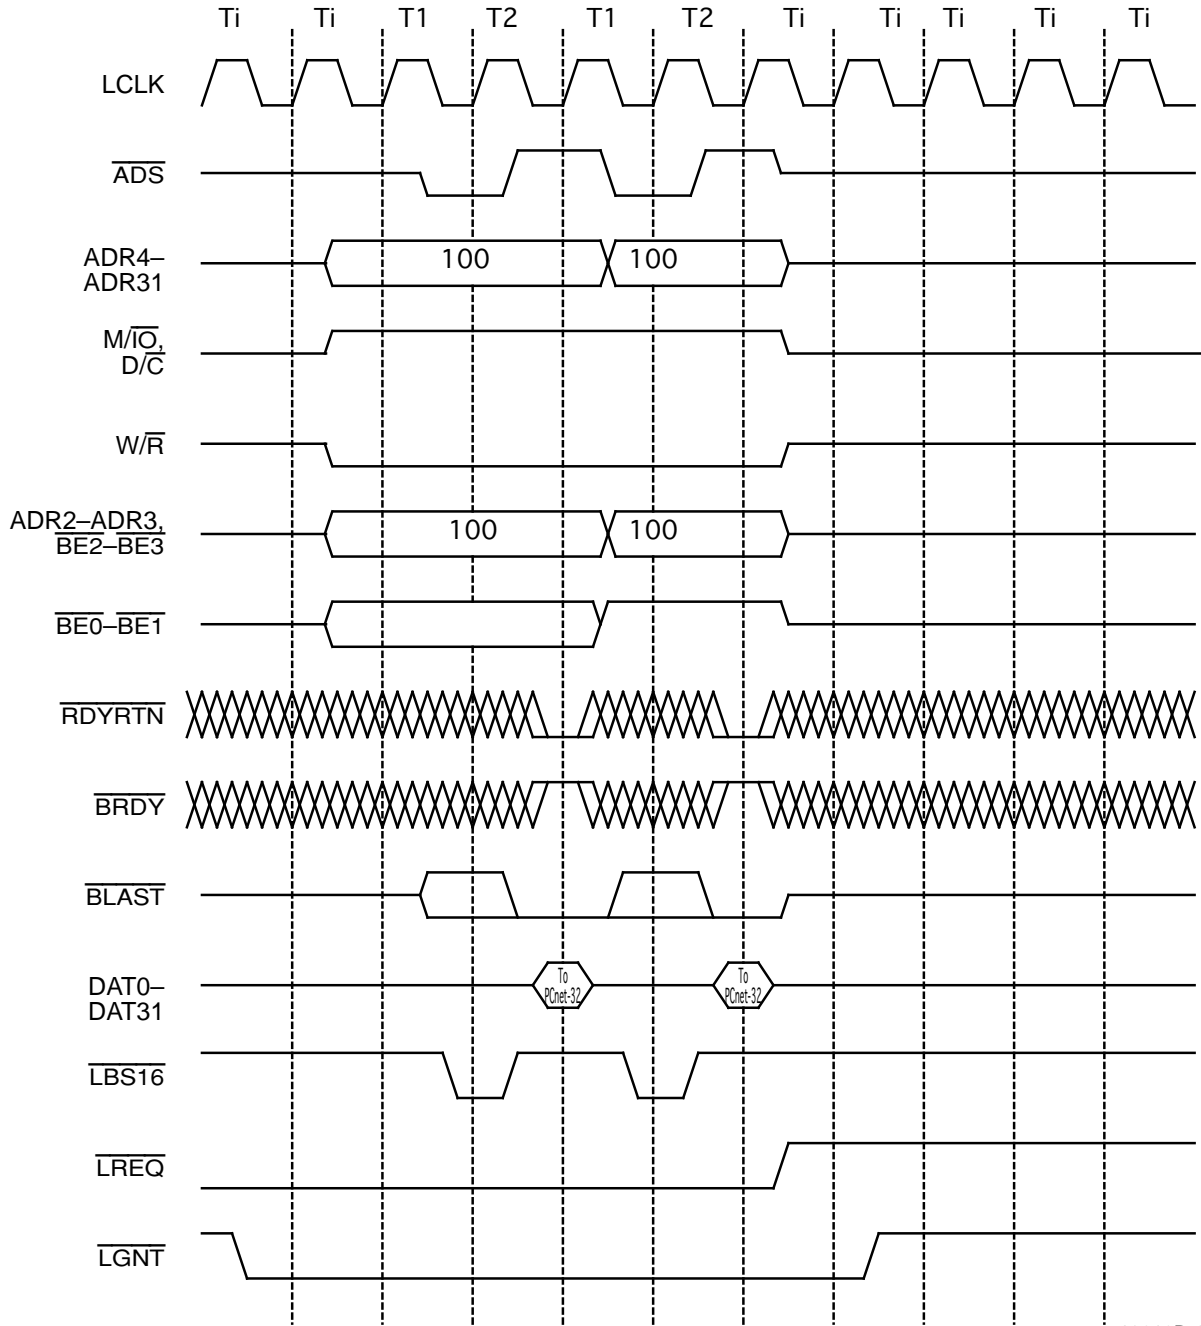 Ti Ti T1 T2 T1 T2 Ti Ti Ti Ti Ti
LCLK
ADS
ADR4–
ADR31
100 100
M/IO,
D/C
W/R
ADR2–ADR3,
BE2–BE3
100 100
BE0–BE1
RDYRTN
BRDY
BLAST
DAT0–
DAT31
To
PCnet-32
To
PCnet-32
LBS16
LREQ
LGNT